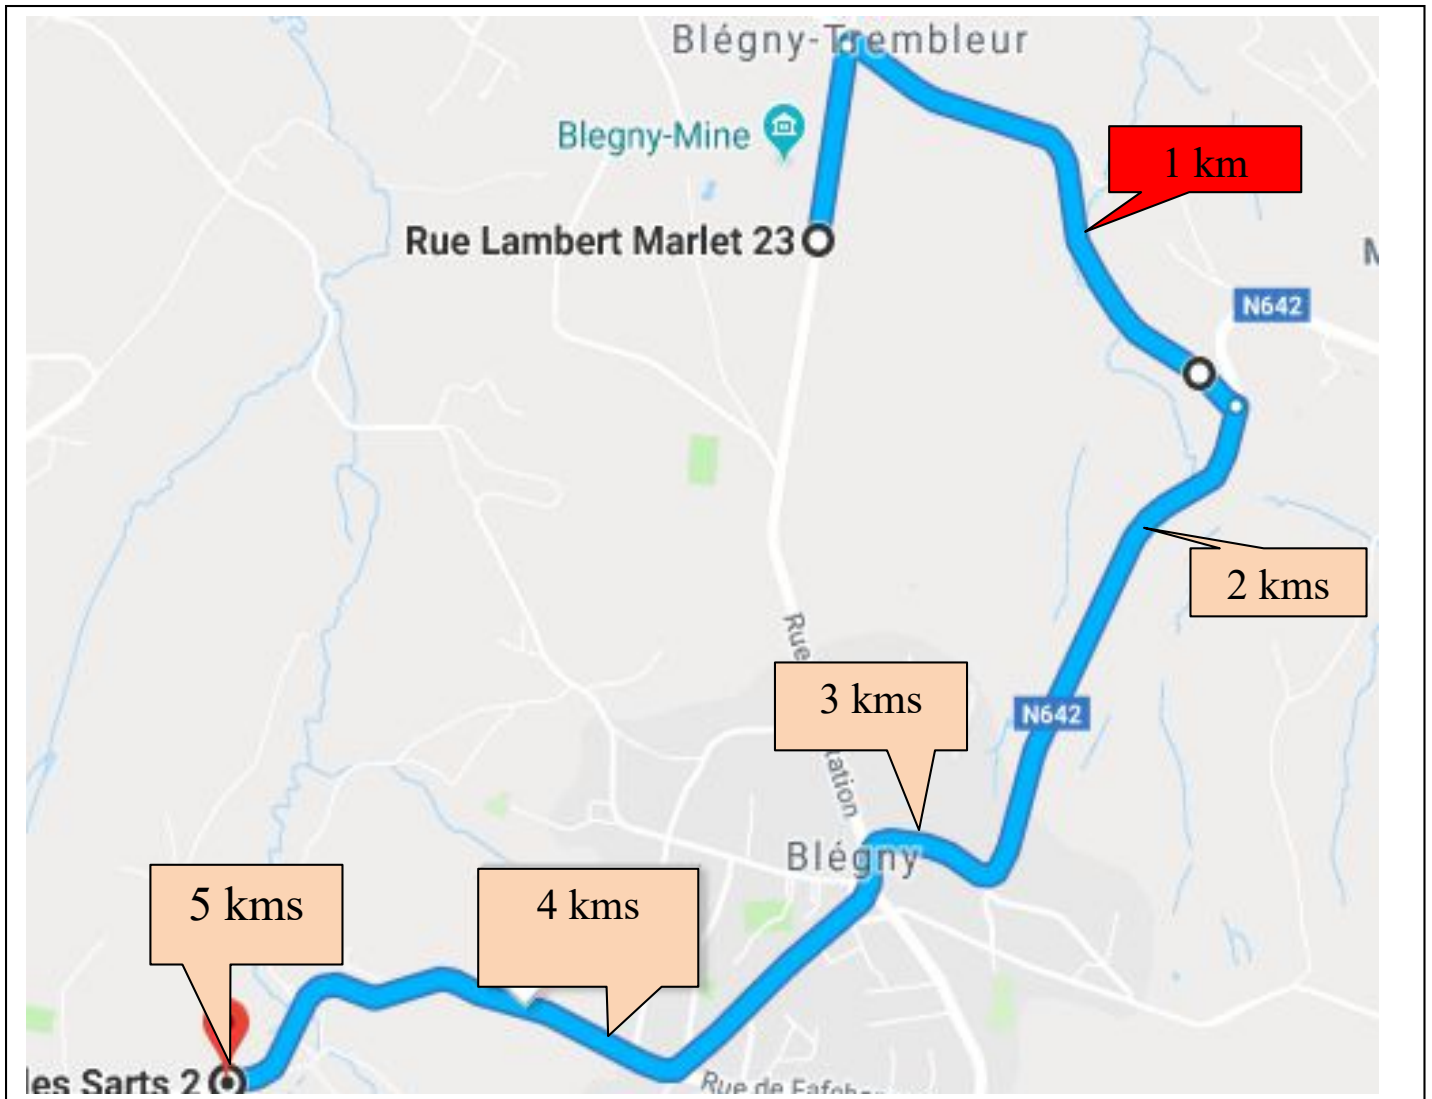 Blégny-Trembleur
Blegny-Mine
1 km
Rue Lambert Marlet 23
N642
2 kms
Rue
3 kms
N642
Blégny
5 kms
4 kms
les Sarts 2
Rue de